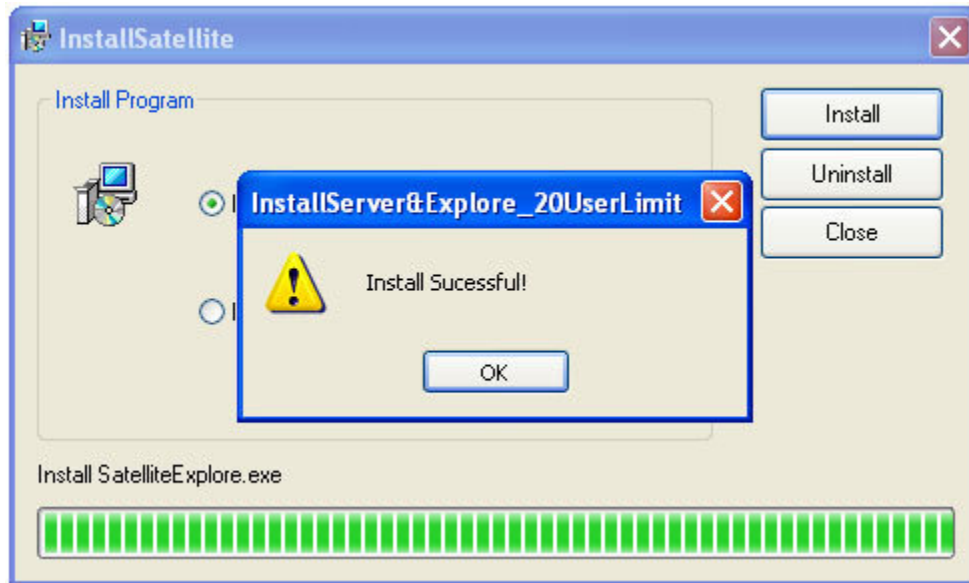 InstallSatellite
Install Program
Install
Uninstall
Close
InstallServer&Explore_20UserLimit
Install Sucessful!
OK
Install SatelliteExplore.exe